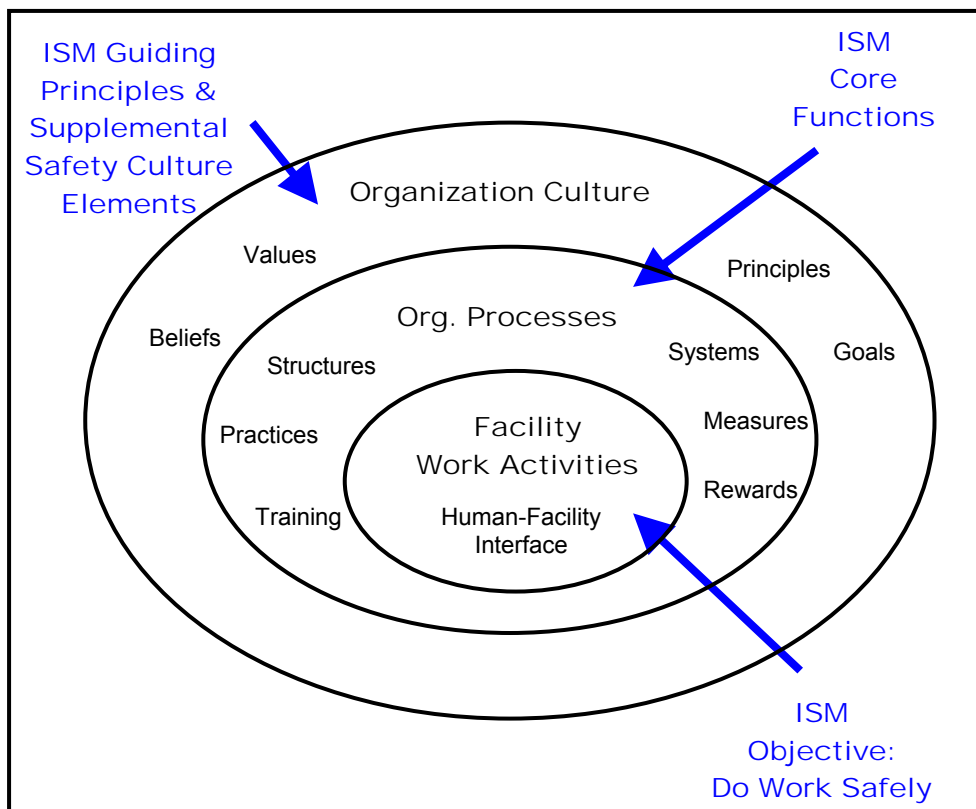 ISM Guiding
Principles &
Supplemental
Safety Culture
Elements
ISM
Core
Functions
Organization Culture
Values
Principles
Beliefs
Goals
Org. Processes
Structures
Systems
Practices
Measures
Training
Rewards
Facility
Work Activities
Human-Facility
Interface
ISM
Objective:
Do Work Safely